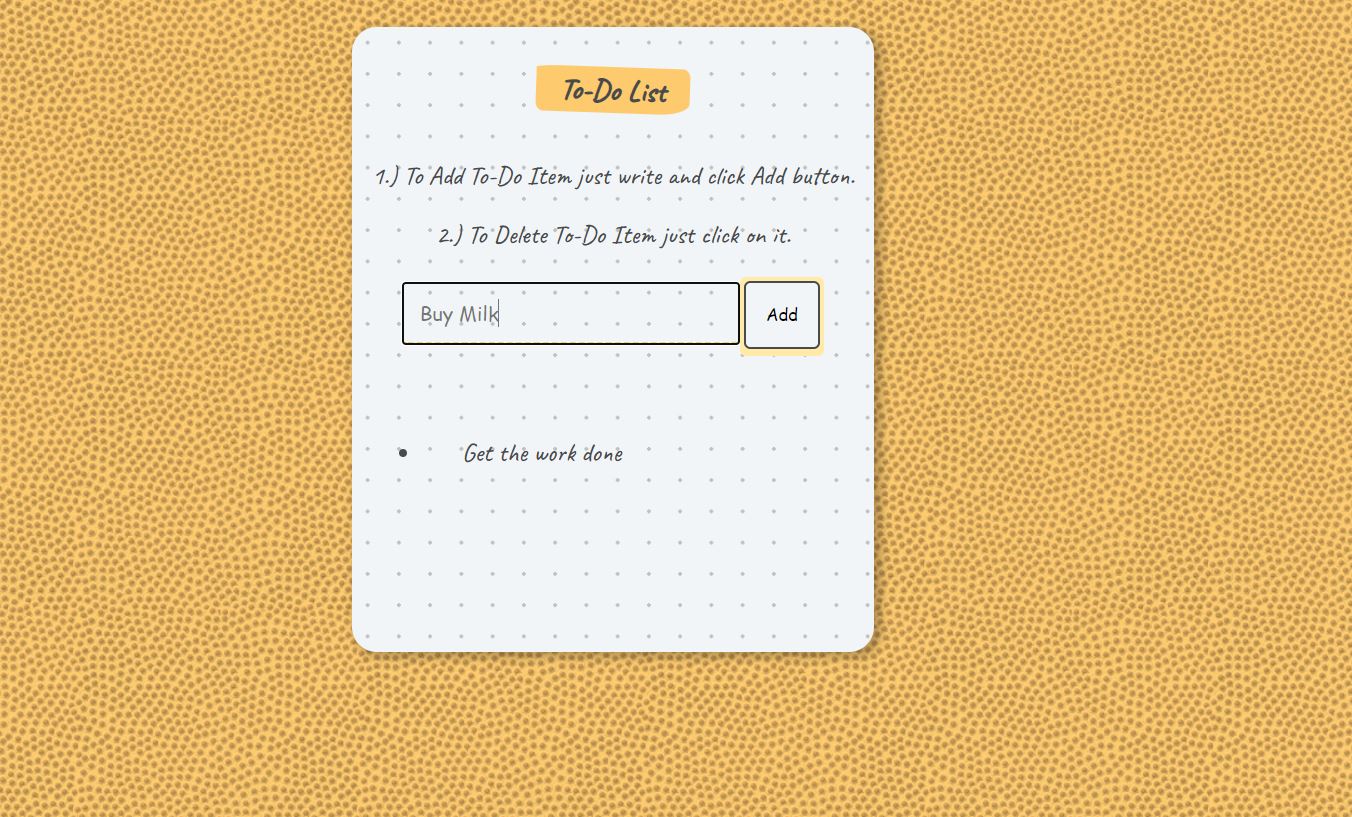 To-Do List
1.) To Add To-Do Item just write and click Add button.
2.) To Delete To-Do Item just click on it.
Buy Milk
Add
Get the work done